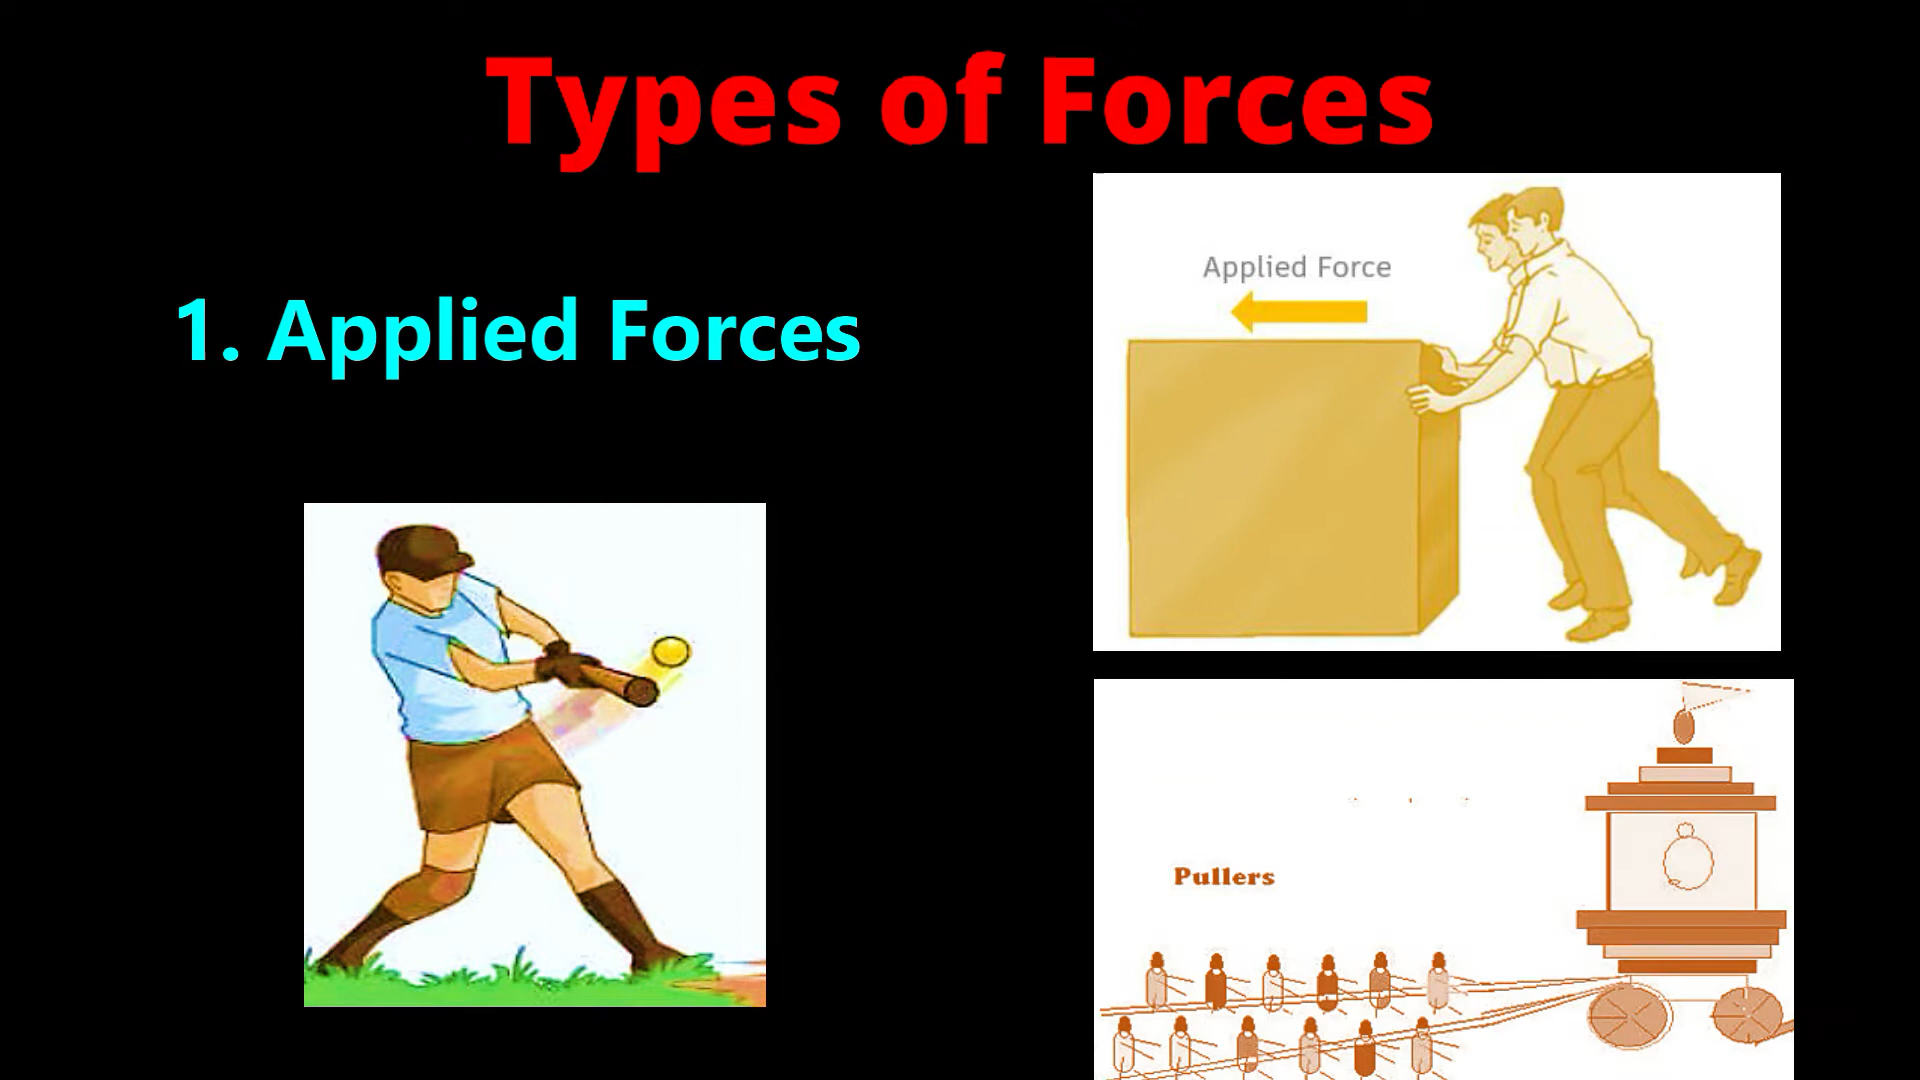 Types of Forces
1. Applied Forces
Applied Force
Pullers